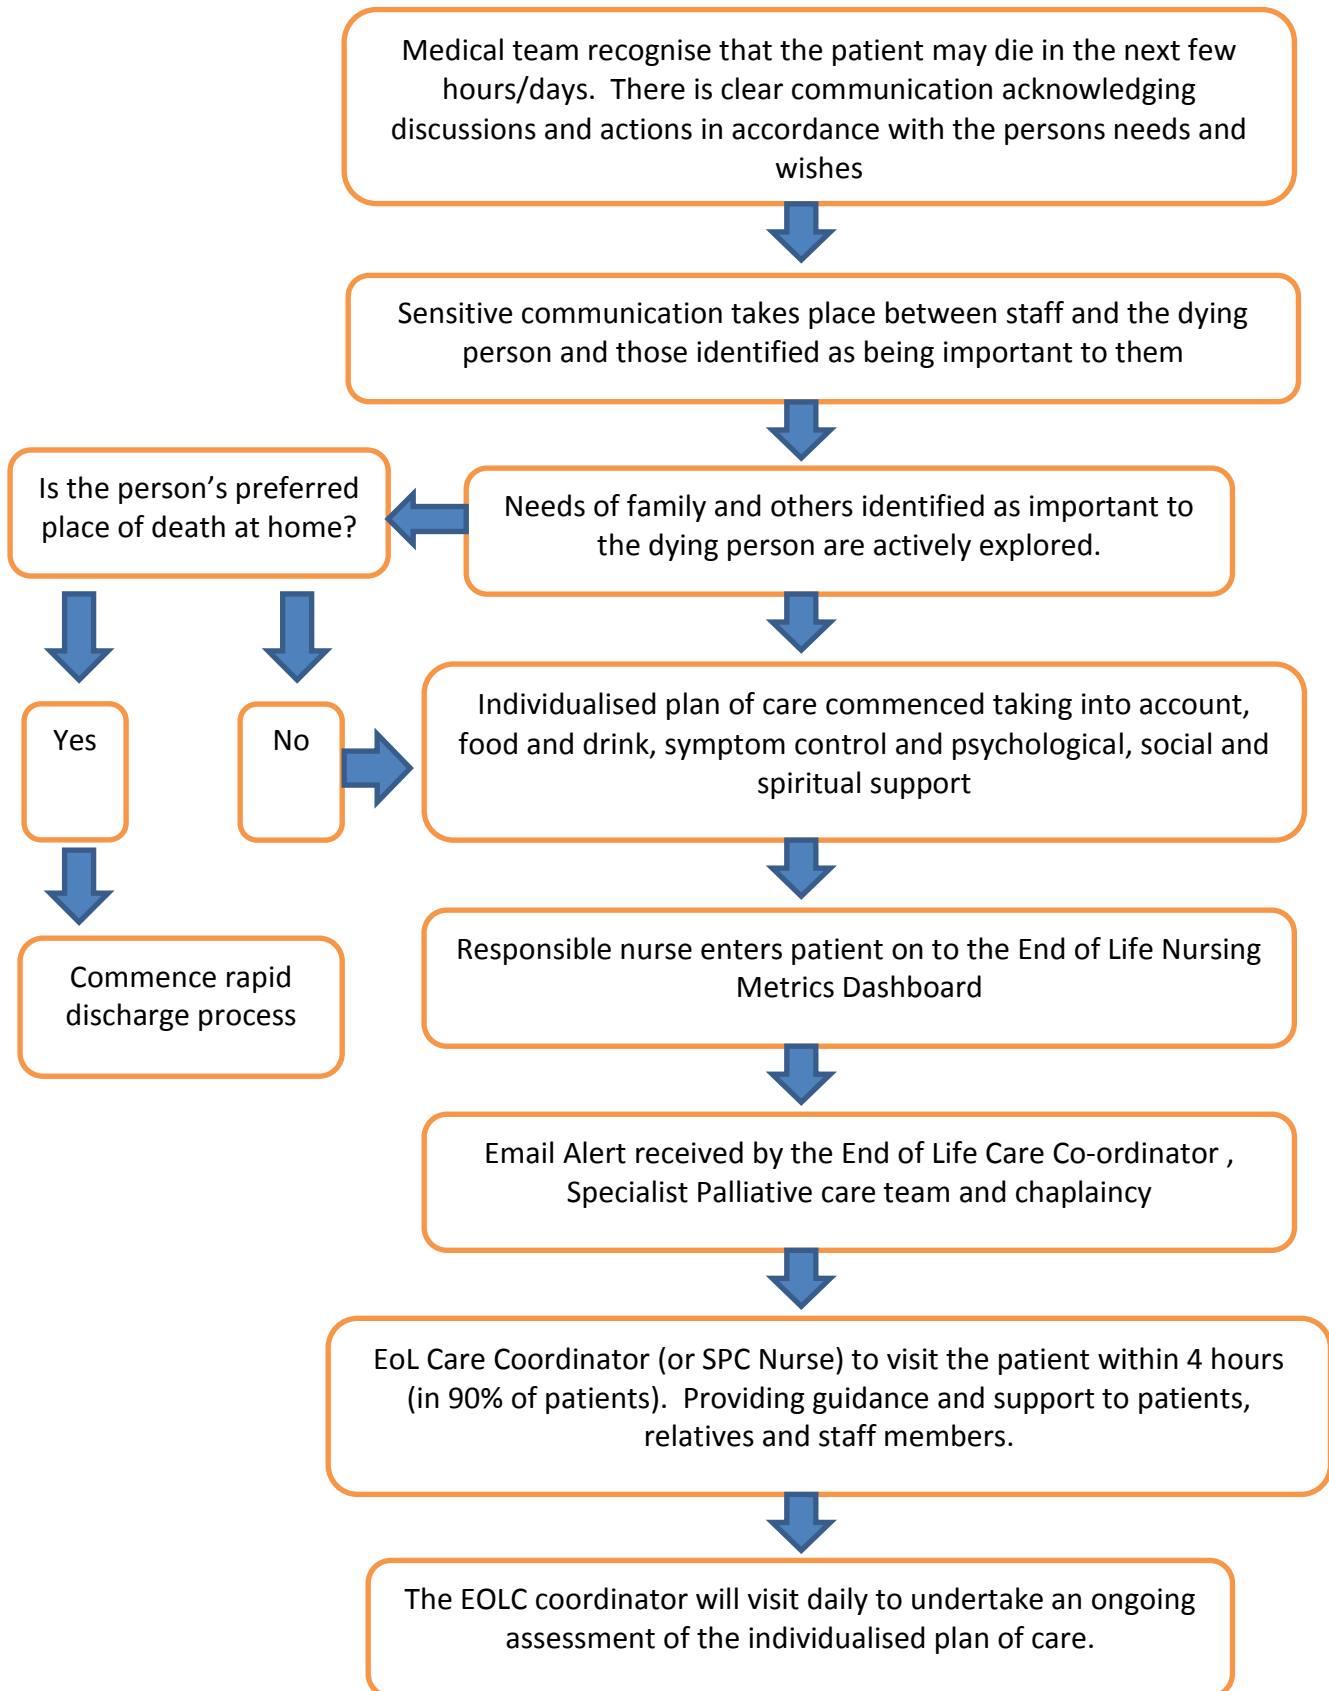 Medical team recognise that the patient may die in the next few
hours/days.  There is clear communication acknowledging
discussions and actions in accordance with the persons needs and
wishes
Sensitive communication takes place between staff and the dying
person and those identified as being important to them
Needs of family and others identified as important to
the dying person are actively explored.
Is the person’s preferred
place of death at home?
Yes
No
Commence rapid
discharge process
Individualised plan of care commenced taking into account,
food and drink, symptom control and psychological, social and
spiritual support
Responsible nurse enters patient on to the End of Life Nursing
Metrics Dashboard
Email Alert received by the End of Life Care Co-ordinator ,
Specialist Palliative care team and chaplaincy
EoL Care Coordinator (or SPC Nurse) to visit the patient within 4 hours
(in 90% of patients).  Providing guidance and support to patients,
relatives and staff members.
The EOLC coordinator will visit daily to undertake an ongoing
assessment of the individualised plan of care.